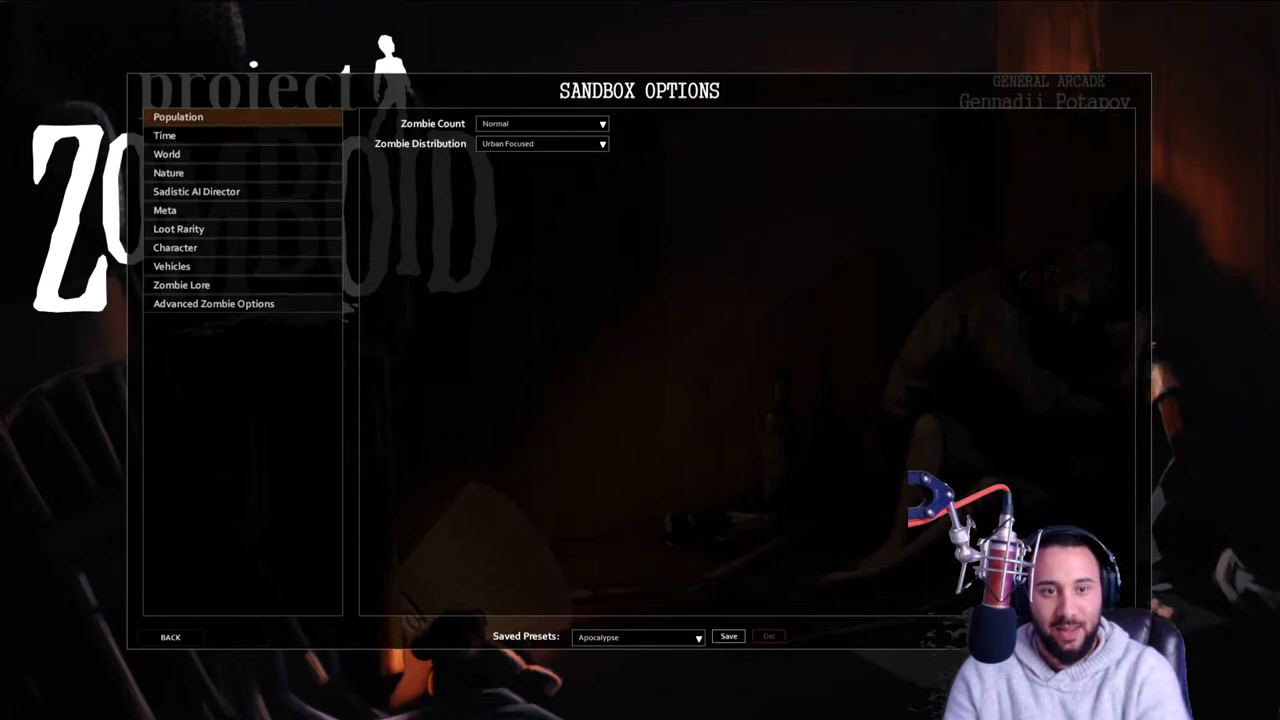 project
ZOMBOID
SANDBOX OPTIONS
GENERAL ARCADE
Gennadii Potapov
Population
Time
World
Nature
Sadistic AI Director
Meta
Loot Rarity
Character
Vehicles
Zombie Lore
Advanced Zombie Options
Zombie Count Normal
Zombie Distribution Urban Focused
BACK
Saved Presets: Apocalypse Save Del